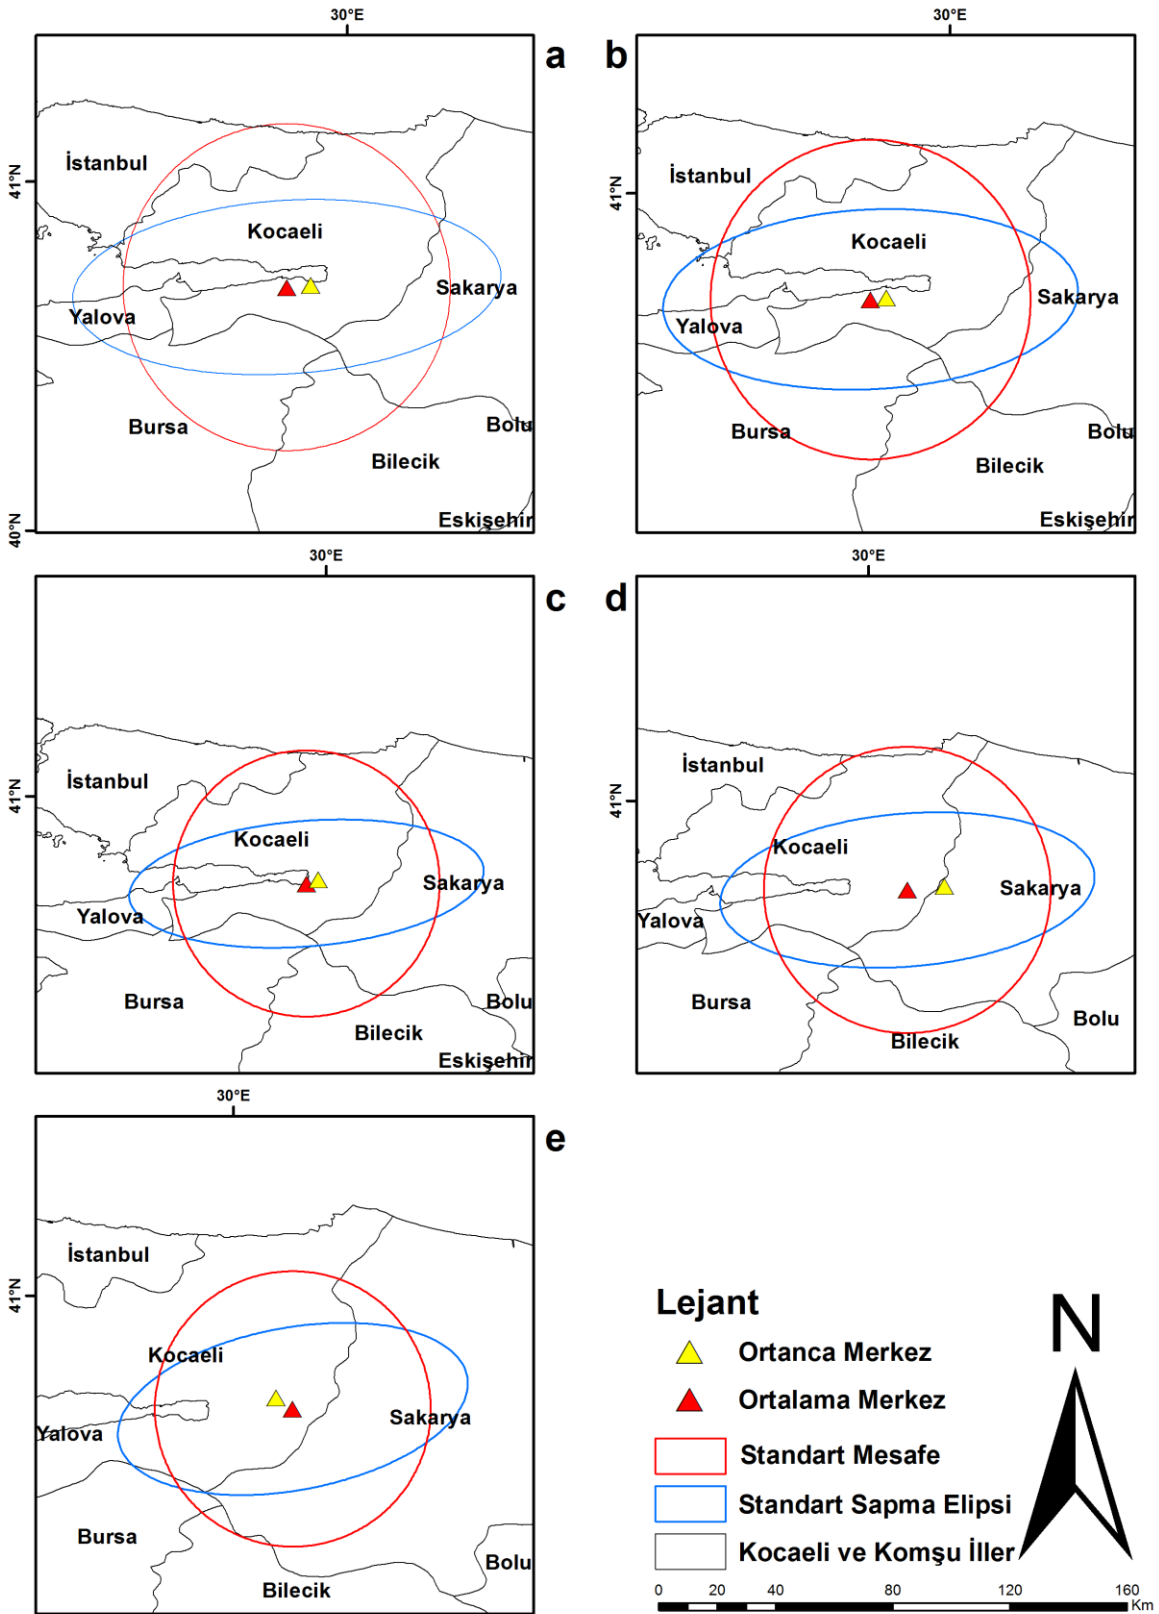 30°E
30°E
a
b
41°N
İstanbul
Kocaeli
Sakarya
Yalova
Bursa
Bolu
Bilecik
Eskişehir
40°N
41°N
İstanbul
Kocaeli
Sakarya
Yalova
Bursa
Bolu
Bilecik
Eskişehir
30°E
30°E
c
d
41°N
İstanbul
Kocaeli
Sakarya
Yalova
Bursa
Bolu
Bilecik
Eskişehir
41°N
İstanbul
Kocaeli
Sakarya
Yalova
Bursa
Bolu
Bilecik
30°E
e
41°N
İstanbul
Kocaeli
Sakarya
Yalova
Bursa
Bolu
Bilecik
Lejant
N
Ortanca Merkez
Ortalama Merkez
Standart Mesafe
Standart Sapma Elipsi
Kocaeli ve Komşu İller
0 20 40 80 120 160
Km